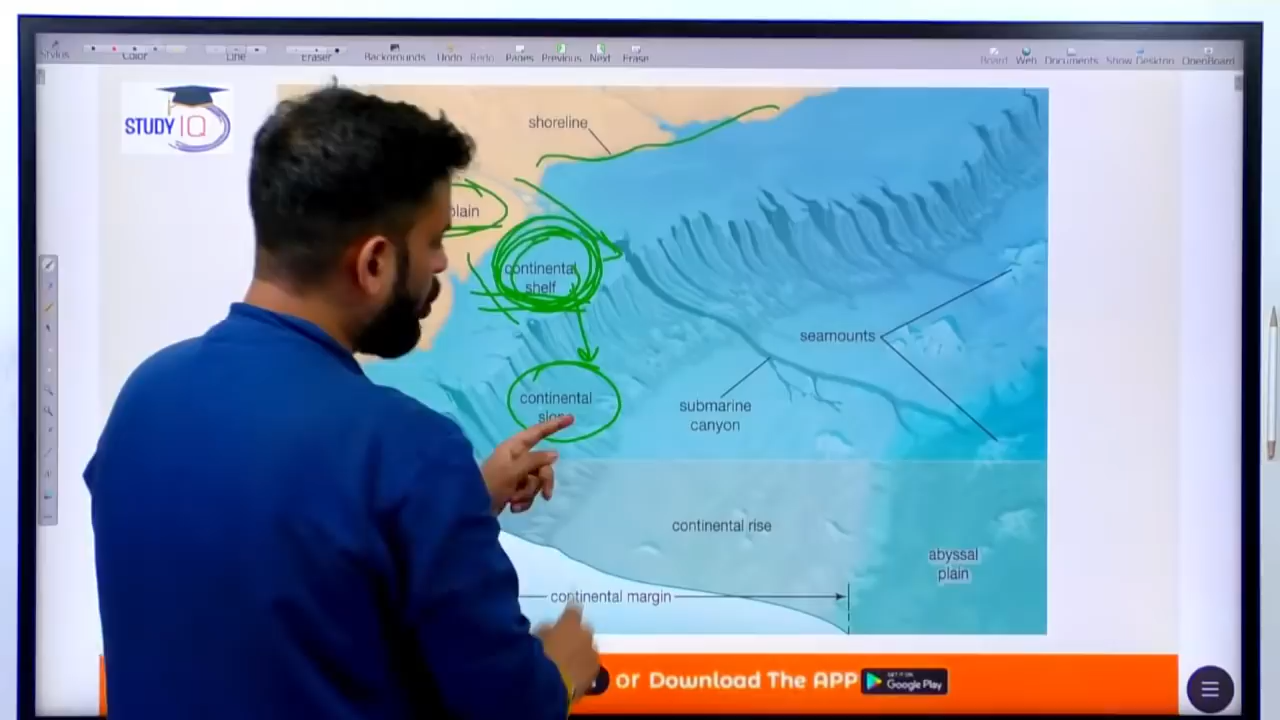 Stylus
Color
Line
Eraser
Backgrounds
Undo
Redo
Pages
Previous
Next
Erase
Board
Web
Documents
Show Desktop
OpenBoard
STUDY IQ
shoreline
plain
continental
shelf
seamounts
continental
slope
submarine
canyon
continental rise
abyssal
plain
continental margin
or Download The APP
GET IT ON
Google Play